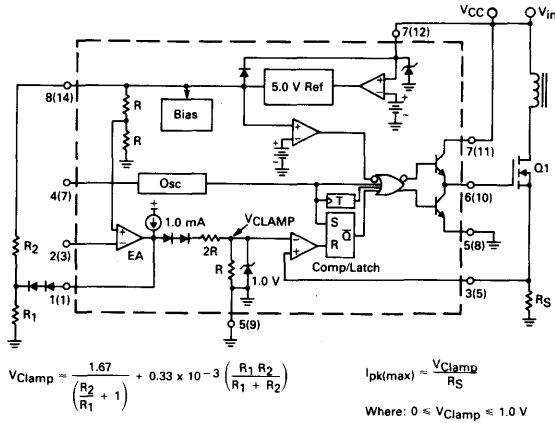 VCC
Vin
7(12)
8(14)
R
R
Bias
5.0 V Ref
+
−
+
−
+
−
+
−
7(11)
Q1
4(7)
Osc
T
6(10)
+
1.0 mA
VCLAMP
S
Q̅
R
5(8)
2(3)
+
−
EA
2R
−
+
Comp/Latch
R2
R
1.0 V
1(1)
3(5)
R1
5(9)
RS
VClamp ≈ 1.67 / (R2/R1 + 1) + 0.33 x 10−3 (R1 R2 / R1 + R2)
Ipk(max) ≈ VClamp / RS
Where: 0 ≤ VClamp ≤ 1.0 V